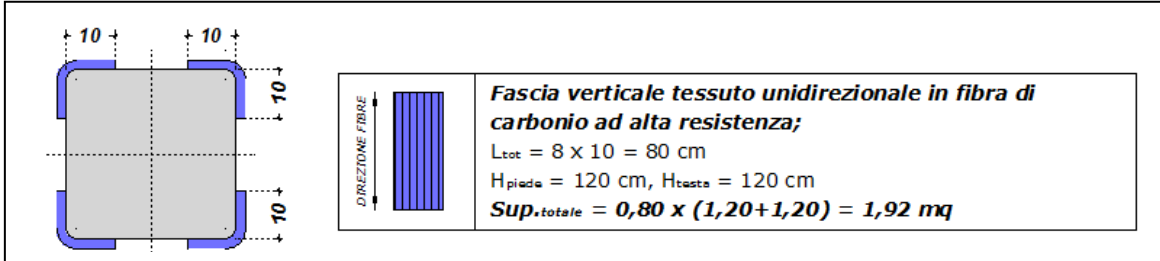 10
10
10
10
DIREZIONE FIBRE
Fascia verticale tessuto unidirezionale in fibra di
carbonio ad alta resistenza;
Ltot = 8 x 10 = 80 cm
Hpiede = 120 cm, Htesta = 120 cm
Sup.totale = 0,80 x (1,20+1,20) = 1,92 mq